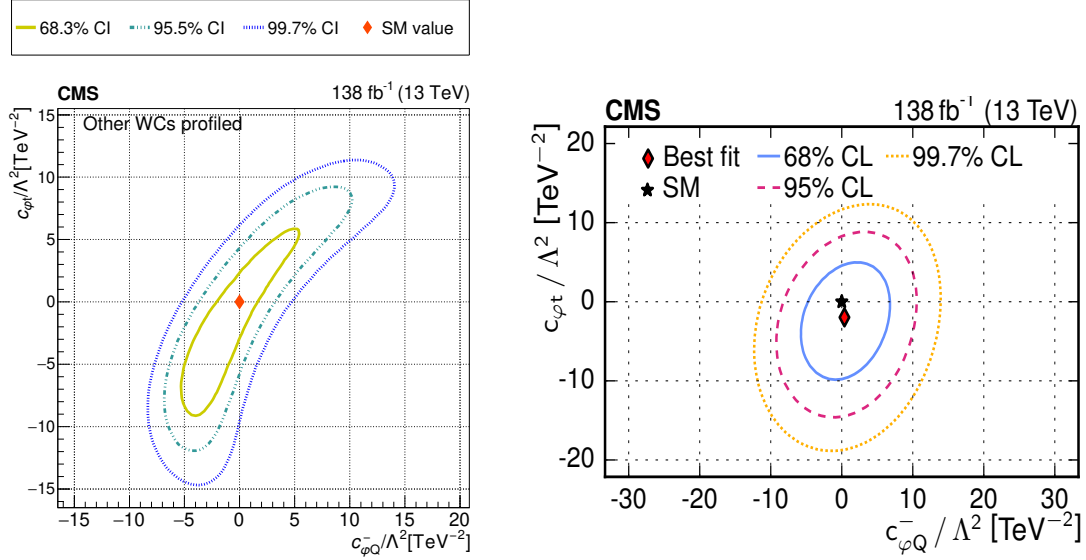 68.3% CI 95.5% CI 99.7% CI SM value
CMS 138 fb⁻¹ (13 TeV)
Other WCs profiled
c_φt/Λ²[TeV⁻²]
15
10
5
0
−5
−10
−15
−15 −10 −5 0 5 10 15 20
c⁻_φQ/Λ²[TeV⁻²]
CMS 138 fb⁻¹ (13 TeV)
Best fit 68% CL 99.7% CL
SM 95% CL
c_φt / Λ² [TeV⁻²]
20
10
0
-10
-20
-30 -20 -10 0 10 20 30
c⁻_φQ / Λ² [TeV⁻²]